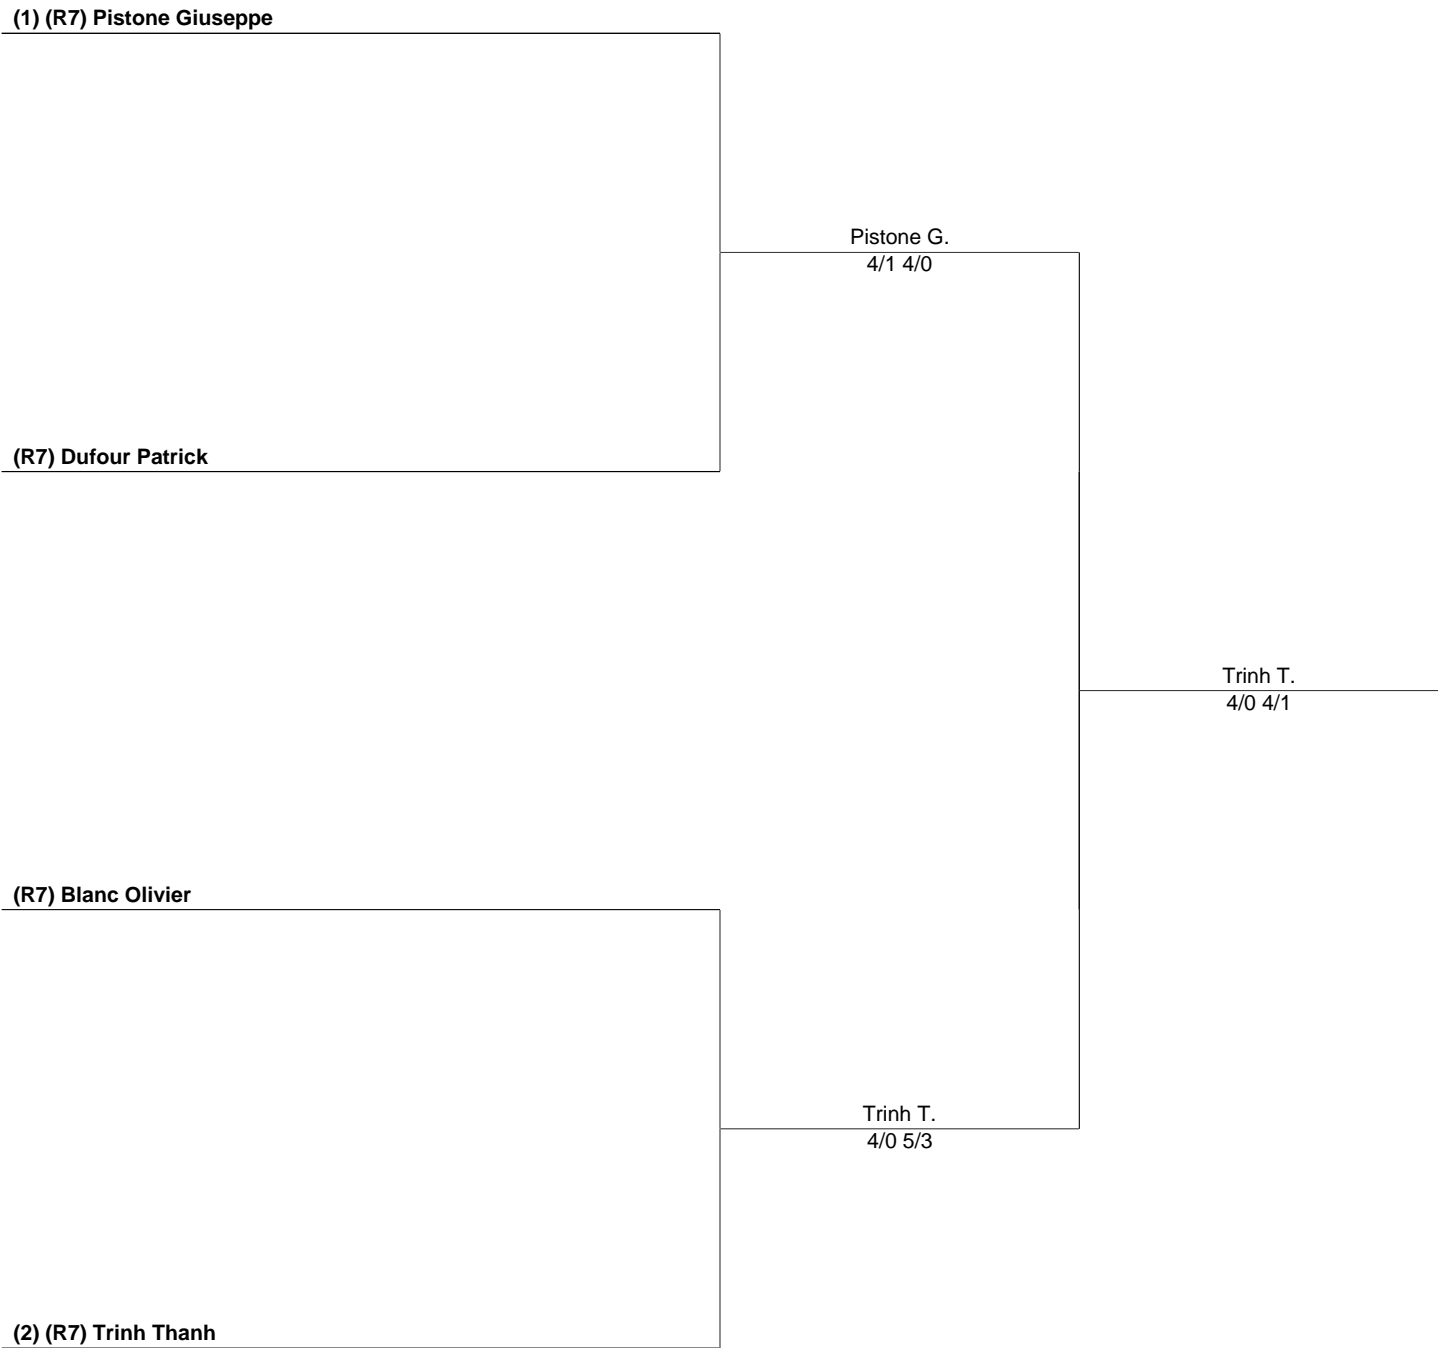 (1) (R7) Pistone Giuseppe
Pistone G.
4/1 4/0
(R7) Dufour Patrick
Trinh T.
4/0 4/1
(R7) Blanc Olivier
Trinh T.
4/0 5/3
(2) (R7) Trinh Thanh